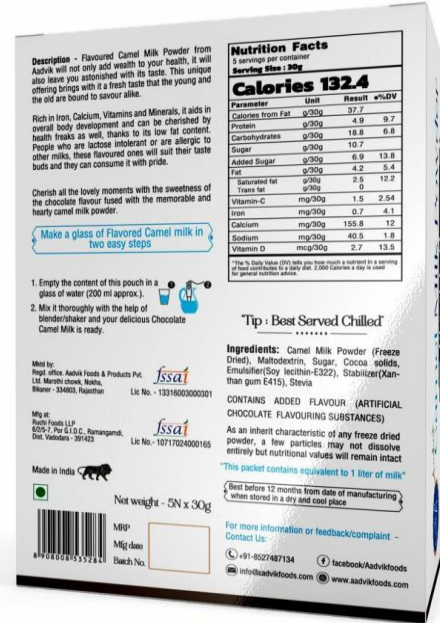 Description - Flavoured Camel Milk Powder from
Aadvik will not only add wealth to your health, it will
also leave you astonished with its taste. This unique
offering brings with it a fresh taste that the young and
the old are bound to savour alike.
Rich in Iron, Calcium, Vitamins and Minerals, it aids in
overall body development and can be cherished by
health freaks as well, thanks to its low fat content.
People who are lactose intolerant or are allergic to
other milks, these flavoured ones will suit their taste
buds and they can consume it with pride.
Cherish all the lovely moments with the sweetness of
the chocolate flavour fused with the memorable and
hearty camel milk powder.
Make a glass of Flavored Camel milk in
two easy steps
1. Empty the content of this pouch in a
glass of water (200 ml approx.).
2. Mix it thoroughly with the help of
blender/shaker and your delicious Chocolate
Camel Milk is ready.
Mktd by:
Regd. office. Aadvik Foods & Products Pvt.
Ltd. Marothi chowk, Nokha,
Bikaner - 334803, Rajasthan
fssai
Lic No. - 13316003000301
Mfg at:
Ruchi Foods LLP
6/2/5-7, Por G.I.D.C., Ramangamdi,
Dist. Vadodara - 391423
fssai
Lic No.- 10717024000165
Made in India
Net weight - 5N x 30g
MRP
Mfg date
Batch No.
8 908008 535284
Nutrition Facts
5 servings per container
Serving Size : 30g
Calories 132.4
Parameter Unit Result *%DV
Calories from Fat g/30g 37.7
Protein g/30g 4.9 9.7
Carbohydrates g/30g 18.8 6.8
Sugar g/30g 10.7
Added Sugar g/30g 6.9 13.8
Fat g/30g 4.2 5.4
Saturated fat g/30g 2.5 12.2
Trans fat g/30g 0
Vitamin-C mg/30g 1.5 2.54
Iron mg/30g 0.7 4.1
Calcium mg/30g 155.8 12
Sodium mg/30g 40.5 1.8
Vitamin D mcg/30g 2.7 13.5
*The % Daily Value (DV) tells you how much a nutrient in a serving
of food contributes to a daily diet. 2,000 Calories a day is used
for general nutrition advice.
"Tip : Best Served Chilled"
Ingredients: Camel Milk Powder (Freeze
Dried), Maltodextrin, Sugar, Cocoa solids,
Emulsifier(Soy lecithin-E322), Stabilizer(Xan-
than gum E415), Stevia
CONTAINS ADDED FLAVOUR (ARTIFICIAL
CHOCOLATE FLAVOURING SUBSTANCES)
As an inherit characteristic of any freeze dried
powder, a few particles may not dissolve
entirely but nutritional values will remain intact
"This packet contains equivalent to 1 liter of milk"
Best before 12 months from date of manufacturing
when stored in a dry and cool place
For more information or feedback/complaint -
Contact Us:
+91-8527487134
facebook/Aadvikfoods
info@aadvikfoods.com
www.aadvikfoods.com